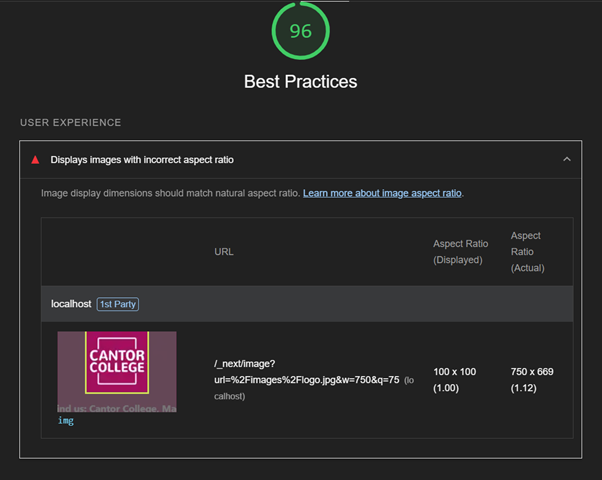 96
Best Practices
USER EXPERIENCE
Displays images with incorrect aspect ratio
Image display dimensions should match natural aspect ratio. Learn more about image aspect ratio.
URL
Aspect Ratio
(Displayed)
Aspect
Ratio
(Actual)
localhost 1st Party
CANTOR
COLLEGE
ind us: Cantor College, Ma
img
/_next/image?
url=%2Fimages%2Flogo.jpg&w=750&q=75 (lo
calhost)
100 x 100
(1.00)
750 x 669
(1.12)